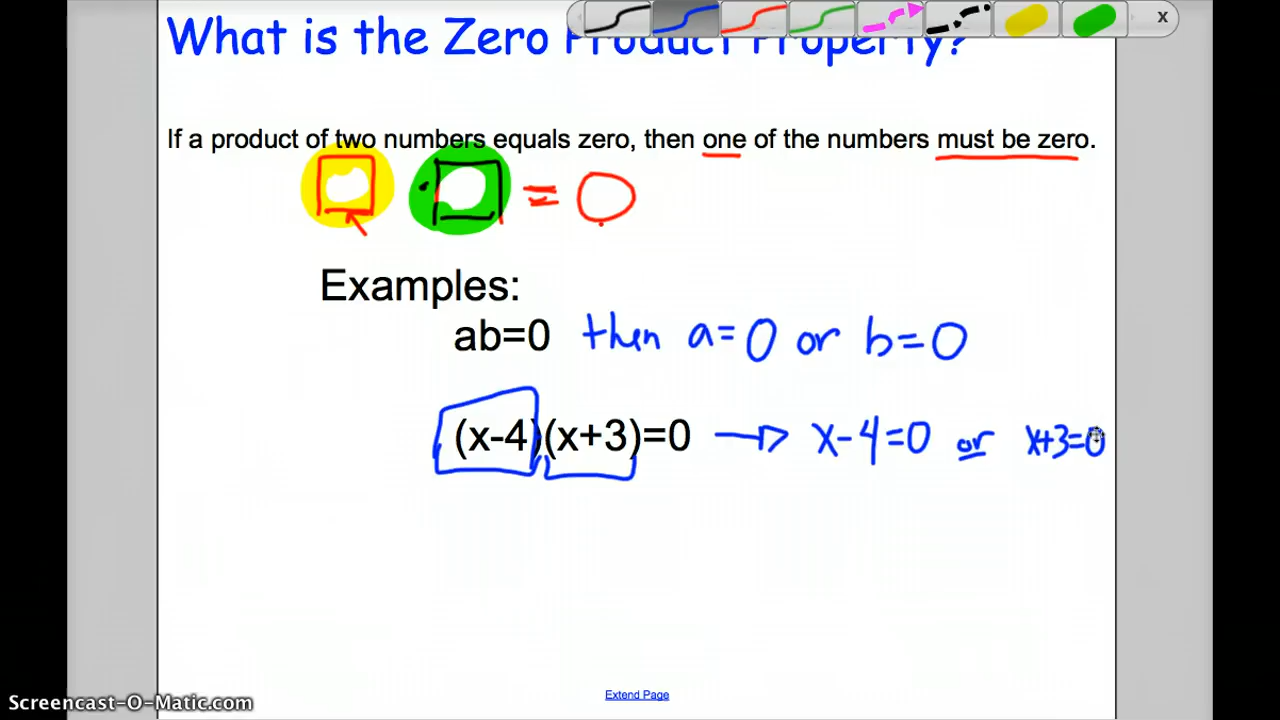 What is the Zero Product Property?
X
If a product of two numbers equals zero, then one of the numbers must be zero.
· = 0
Examples:
ab=0 then a=0 or b=0
(x-4)(x+3)=0 → x-4=0 or x+3=0
Extend Page
Screencast-O-Matic.com